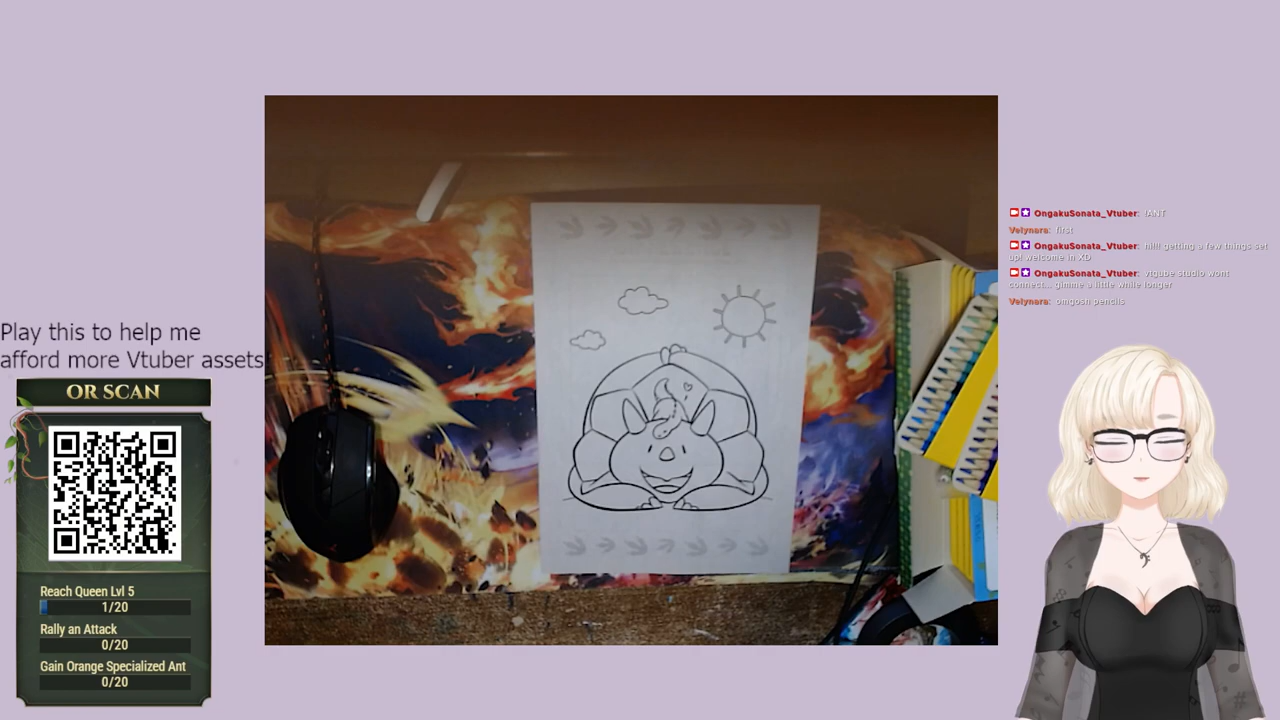 Play this to help me
afford more Vtuber assets!
OR SCAN
Reach Queen Lvl 5
1/20
Rally an Attack
0/20
Gain Orange Specialized Ant
0/20
OngakuSonata_Vtuber: !ANT
Velynara: first
OngakuSonata_Vtuber: hi!!! getting a few things set
up! welcome in XD
OngakuSonata_Vtuber: vtgube studio wont
connect... gimme a little while longer
Velynara: omgosh pencils